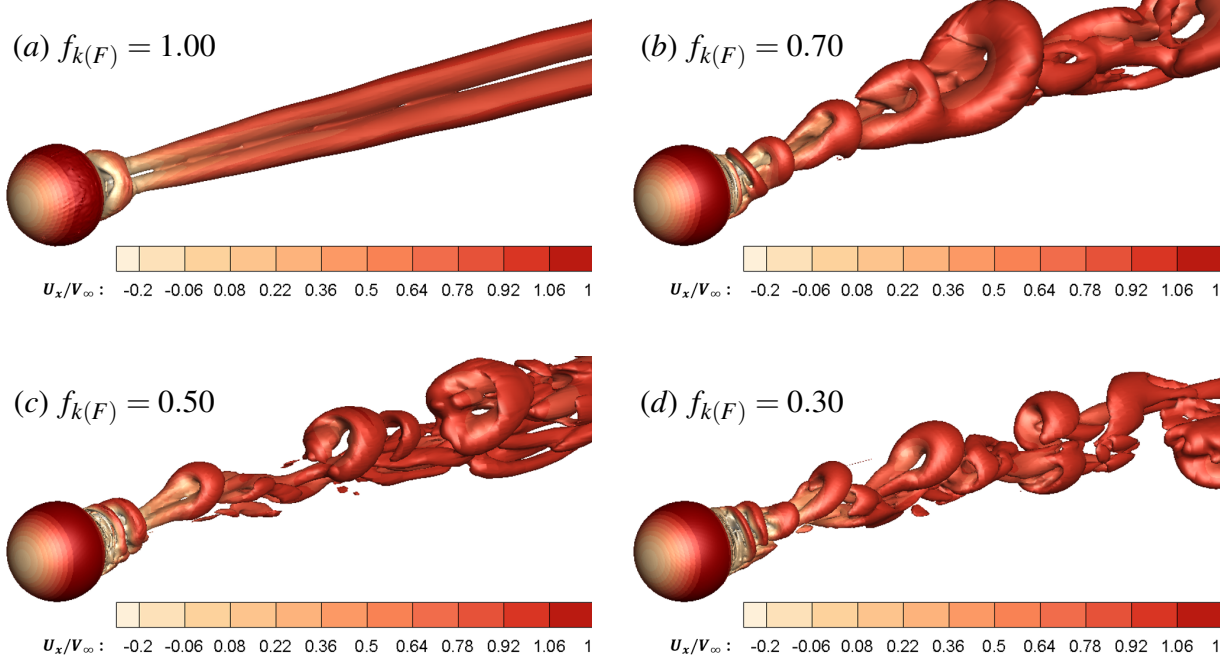 (a) f_{k(F)} = 1.00
(b) f_{k(F)} = 0.70
U_x/V_∞ : -0.2 -0.06 0.08 0.22 0.36 0.5 0.64 0.78 0.92 1.06 1
U_x/V_∞ : -0.2 -0.06 0.08 0.22 0.36 0.5 0.64 0.78 0.92 1.06 1
(c) f_{k(F)} = 0.50
(d) f_{k(F)} = 0.30
U_x/V_∞ : -0.2 -0.06 0.08 0.22 0.36 0.5 0.64 0.78 0.92 1.06 1
U_x/V_∞ : -0.2 -0.06 0.08 0.22 0.36 0.5 0.64 0.78 0.92 1.06 1